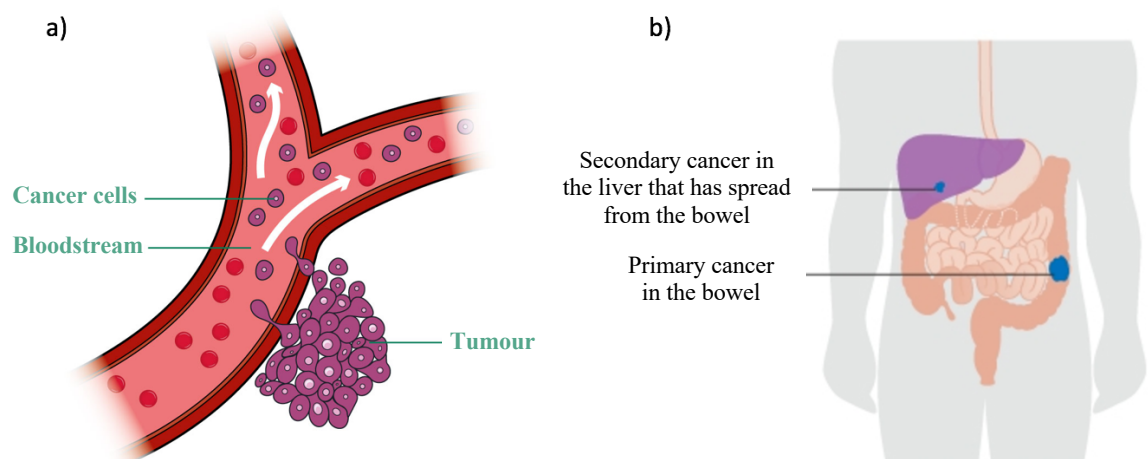 a)
Cancer cells
Bloodstream
Tumour
b)
Secondary cancer in
the liver that has spread
from the bowel
Primary cancer
in the bowel